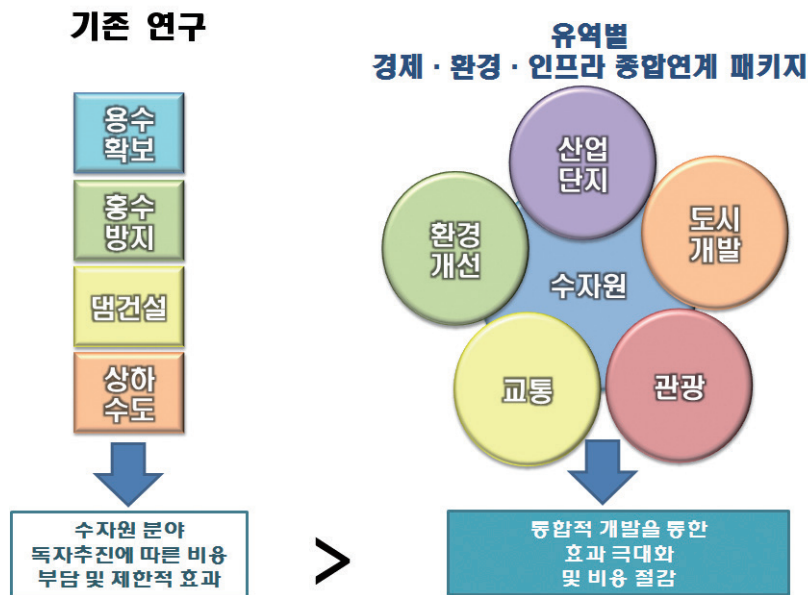 기존 연구
용수
확보
홍수
방지
댐건설
상하
수도
수자원 분야
독자추진에 따른 비용
부담 및 제한적 효과
>
유역별
경제 · 환경 · 인프라 종합연계 패키지
산업
단지
환경
개선
도시
개발
수자원
교통
관광
통합적 개발을 통한
효과 극대화
및 비용 절감